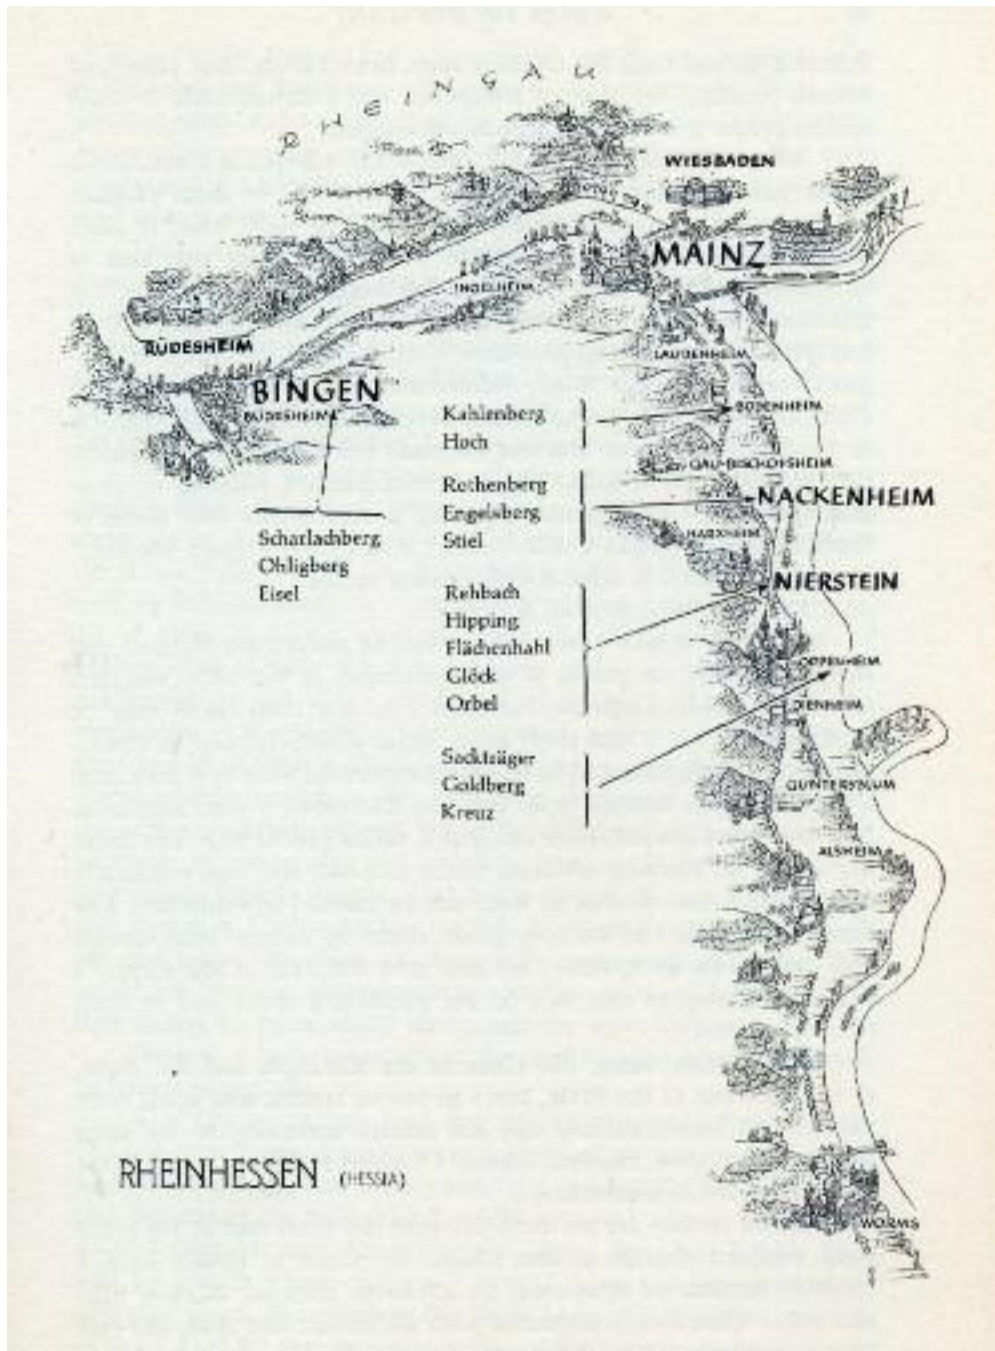 RHEINGAU
WIESBADEN
MAINZ
INGELHEIM
RÜDESHEIM
LAUBENHEIM
BINGEN
BÜDESHEIM
BODENHEIM
Kahlenberg
Hoch
GAU-BISCHOFSHEIM
Rothenberg
Engelsberg
Stiel
NACKENHEIM
HARXHEIM
Scharlachberg
Ohligberg
Eisel
NIERSTEIN
Rehbach
Hipping
Flächenhahl
Glöck
Orbel
OPPENHEIM
DIENHEIM
Sackträger
Goldberg
Kreuz
GUNTERSBLUM
ALSHEIM
RHEINHESSEN (HESSIA)
WORMS